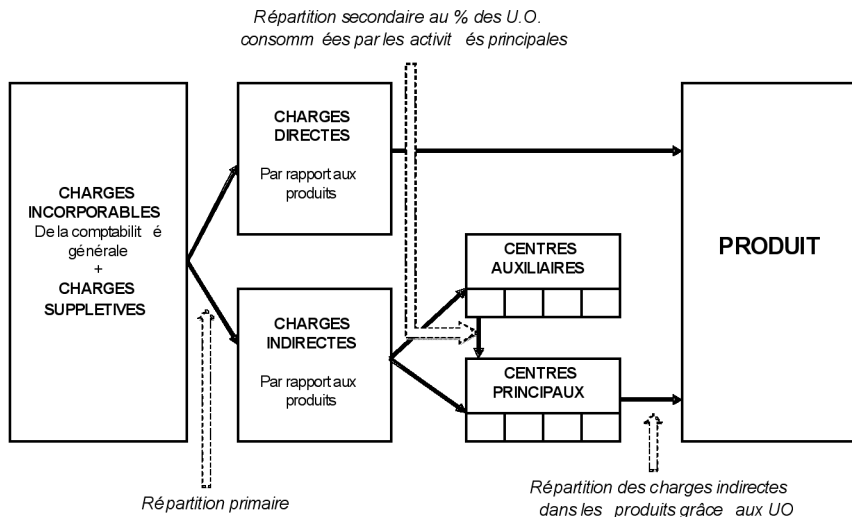 Répartition secondaire au % des U.O.
consomm ées par les activit és principales
CHARGES
INCORPORABLES
De la comptabilit é
générale
+
CHARGES
SUPPLETIVES
CHARGES
DIRECTES
Par rapport aux
produits
CHARGES
INDIRECTES
Par rapport aux
produits
CENTRES
AUXILIAIRES
CENTRES
PRINCIPAUX
PRODUIT
Répartition primaire
Répartition des charges indirectes
dans les produits grâce aux UO